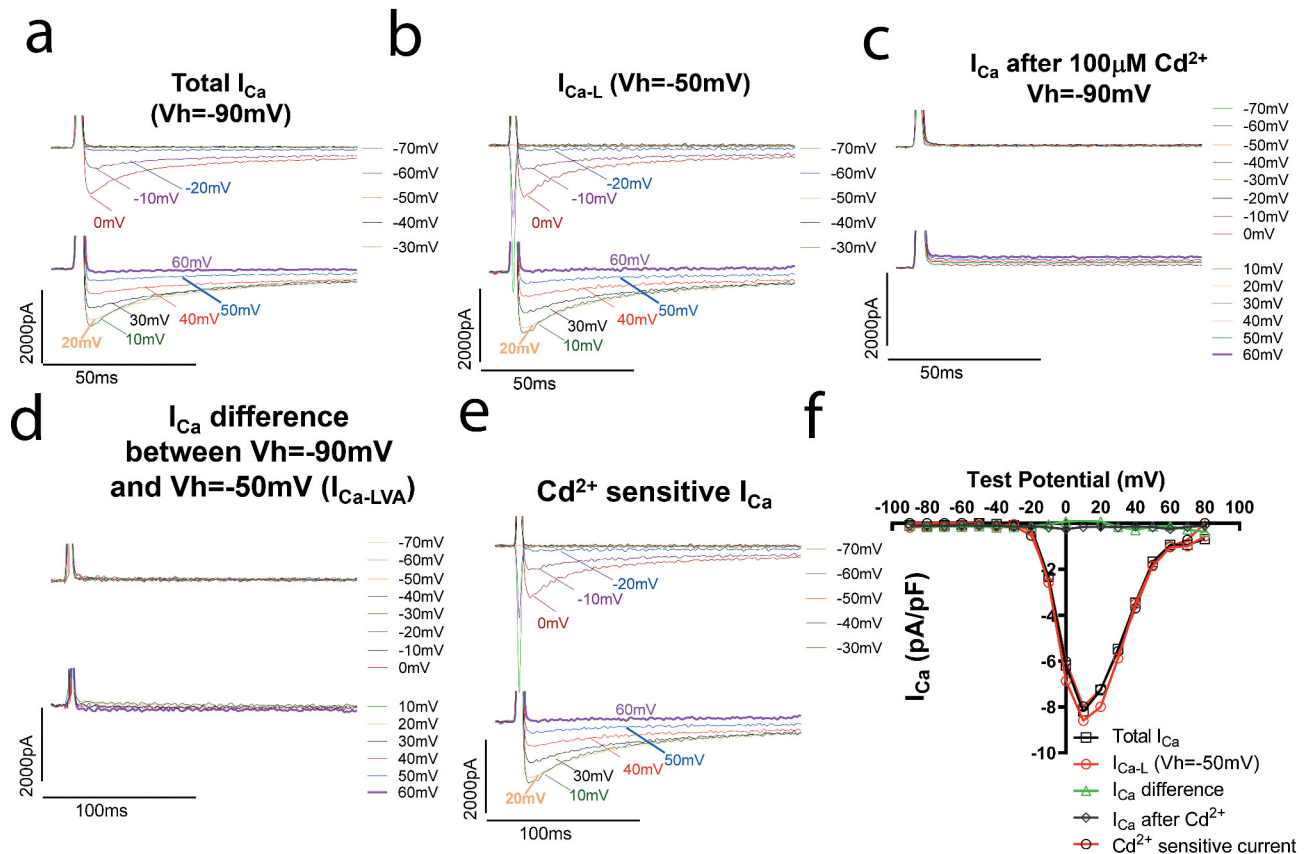 a
Total ICa
(Vh=-90mV)
-20mV
-10mV
0mV
-70mV
-60mV
-50mV
-40mV
-30mV
60mV
50mV
40mV
30mV
20mV
10mV
2000pA
50ms
b
ICa-L (Vh=-50mV)
-20mV
-10mV
0mV
-70mV
-60mV
-50mV
-40mV
-30mV
60mV
50mV
40mV
30mV
20mV
10mV
2000pA
50ms
c
ICa after 100μM Cd2+
Vh=-90mV
-70mV
-60mV
-50mV
-40mV
-30mV
-20mV
-10mV
0mV
10mV
20mV
30mV
40mV
50mV
60mV
2000pA
50ms
d
ICa difference
between Vh=-90mV
and Vh=-50mV (ICa-LVA)
-70mV
-60mV
-50mV
-40mV
-30mV
-20mV
-10mV
0mV
10mV
20mV
30mV
40mV
50mV
60mV
2000pA
100ms
e
Cd2+ sensitive ICa
-20mV
-10mV
0mV
-70mV
-60mV
-50mV
-40mV
-30mV
60mV
50mV
40mV
30mV
20mV
10mV
2000pA
100ms
f
Test Potential (mV)
-100 -80 -60 -40 -20 0 20 40 60 80 100
-2
-4
-6
-8
-10
ICa (pA/pF)
Total ICa
ICa-L (Vh=-50mV)
ICa difference
ICa after Cd2+
Cd2+ sensitive current